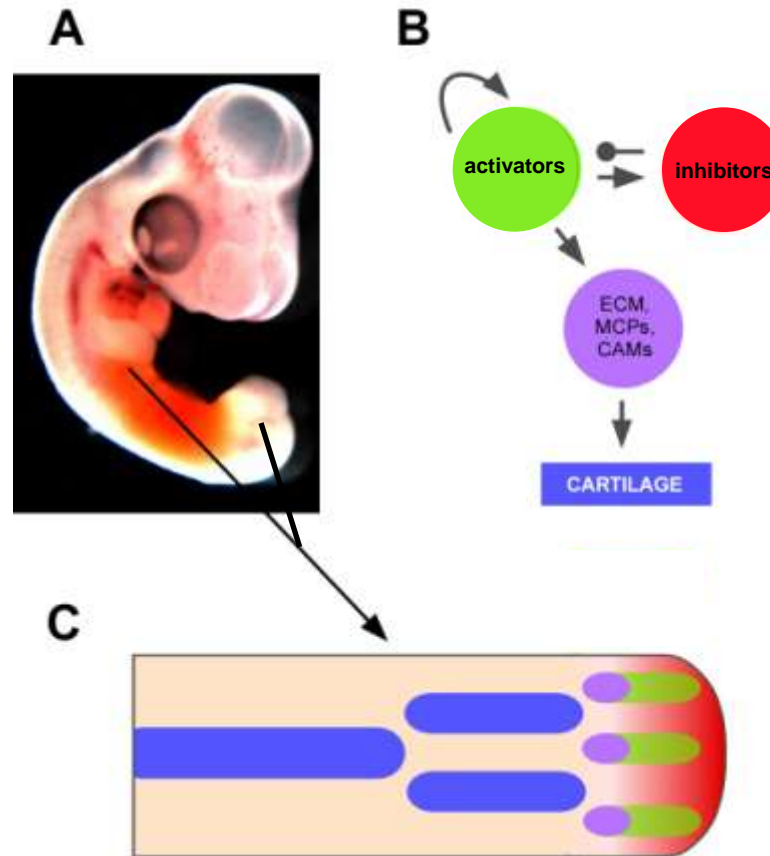 A
B
activators
inhibitors
ECM,
MCPs,
CAMs
CARTILAGE
C